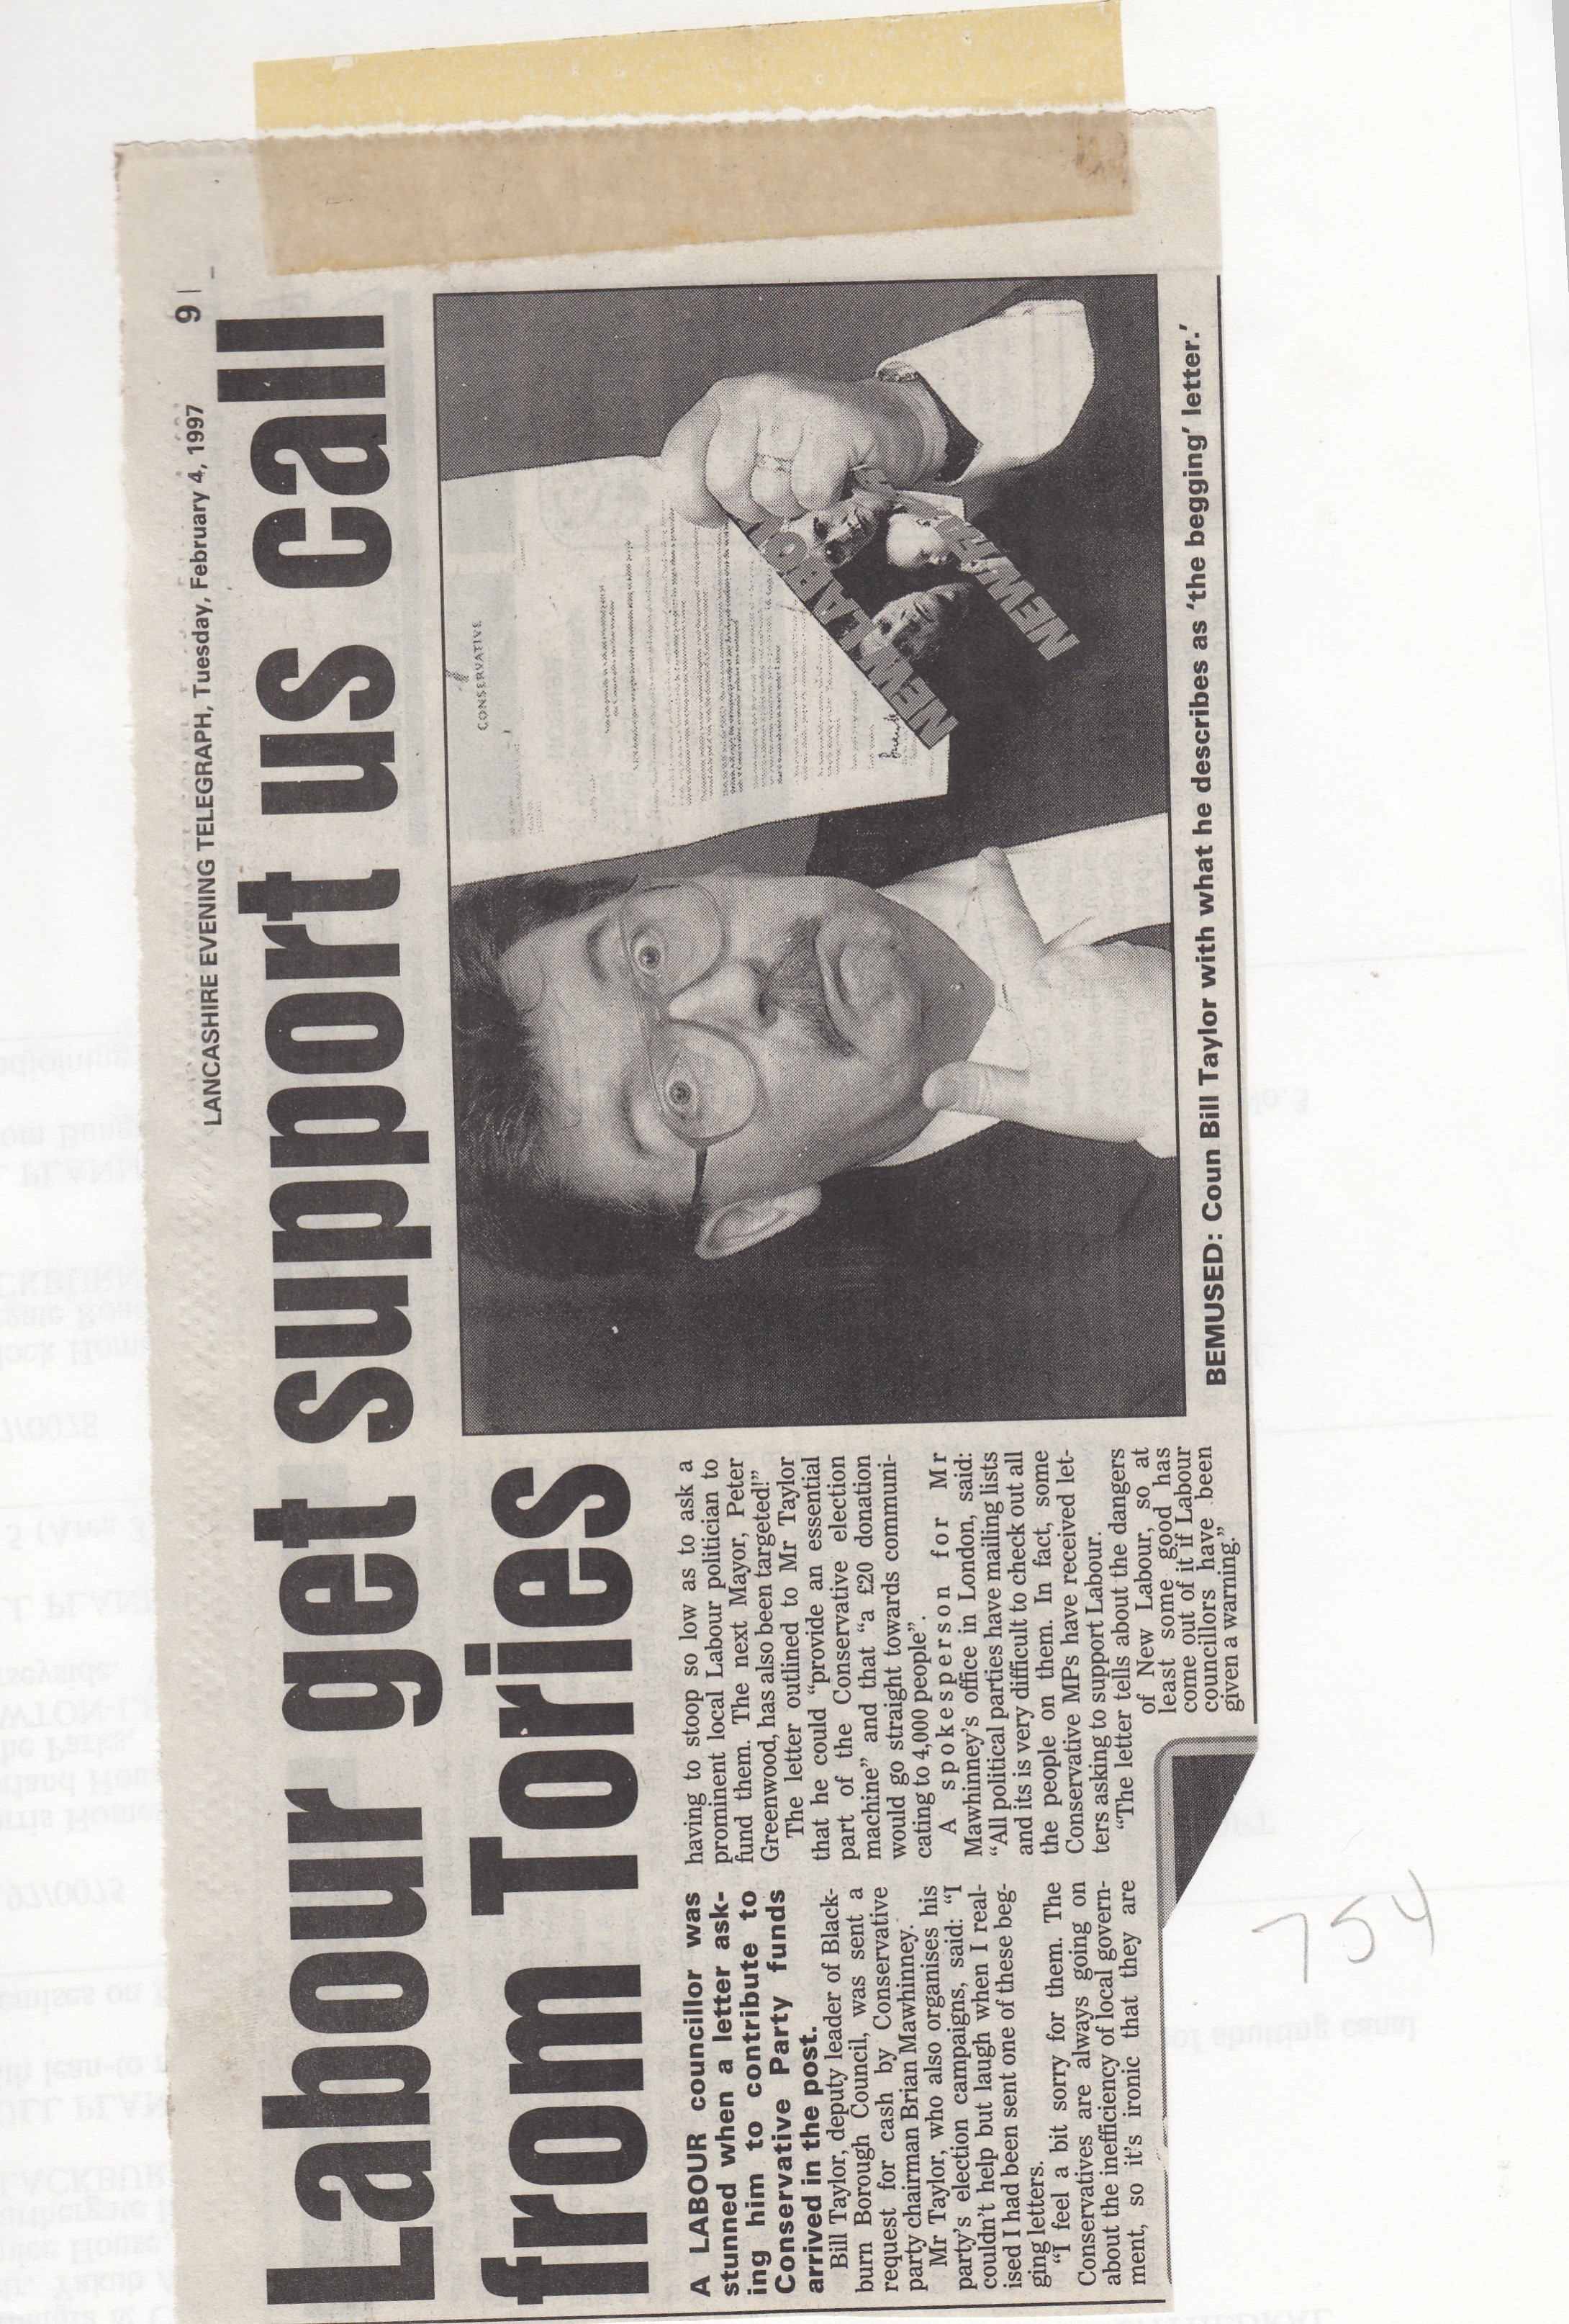 LANCASHIRE EVENING TELEGRAPH, Tuesday, February 4, 1997 9
Labour get support us call
from Tories
A LABOUR councillor was
stunned when a letter ask-
ing him to contribute to
Conservative Party funds
arrived in the post.
Bill Taylor, deputy leader of Black-
burn Borough Council, was sent a
request for cash by Conservative
party chairman Brian Mawhinney.
Mr Taylor, who also organises his
party's election campaigns, said: “I
couldn't help but laugh when I real-
ised I had been sent one of these beg-
ging letters.
“I feel a bit sorry for them. The
Conservatives are always going on
about the inefficiency of local govern-
ment, so it's ironic that they are
having to stoop so low as to ask a
prominent local Labour politician to
fund them. The next Mayor, Peter
Greenwood, has also been targeted!”
The letter outlined to Mr Taylor
that he could “provide an essential
part of the Conservative election
machine” and that “a £20 donation
would go straight towards communi-
cating to 4,000 people”.
A spokesperson for Mr
Mawhinney's office in London, said:
“All political parties have mailing lists
and its is very difficult to check out all
the people on them. In fact, some
Conservative MPs have received let-
ters asking to support Labour.
“The letter tells about the dangers
of New Labour, so at
least some good has
come out of it if Labour
councillors have been
given a warning.”
CONSERVATIVE
NEW LABO
NEW
BEMUSED: Coun Bill Taylor with what he describes as ‘the begging’ letter.’
754